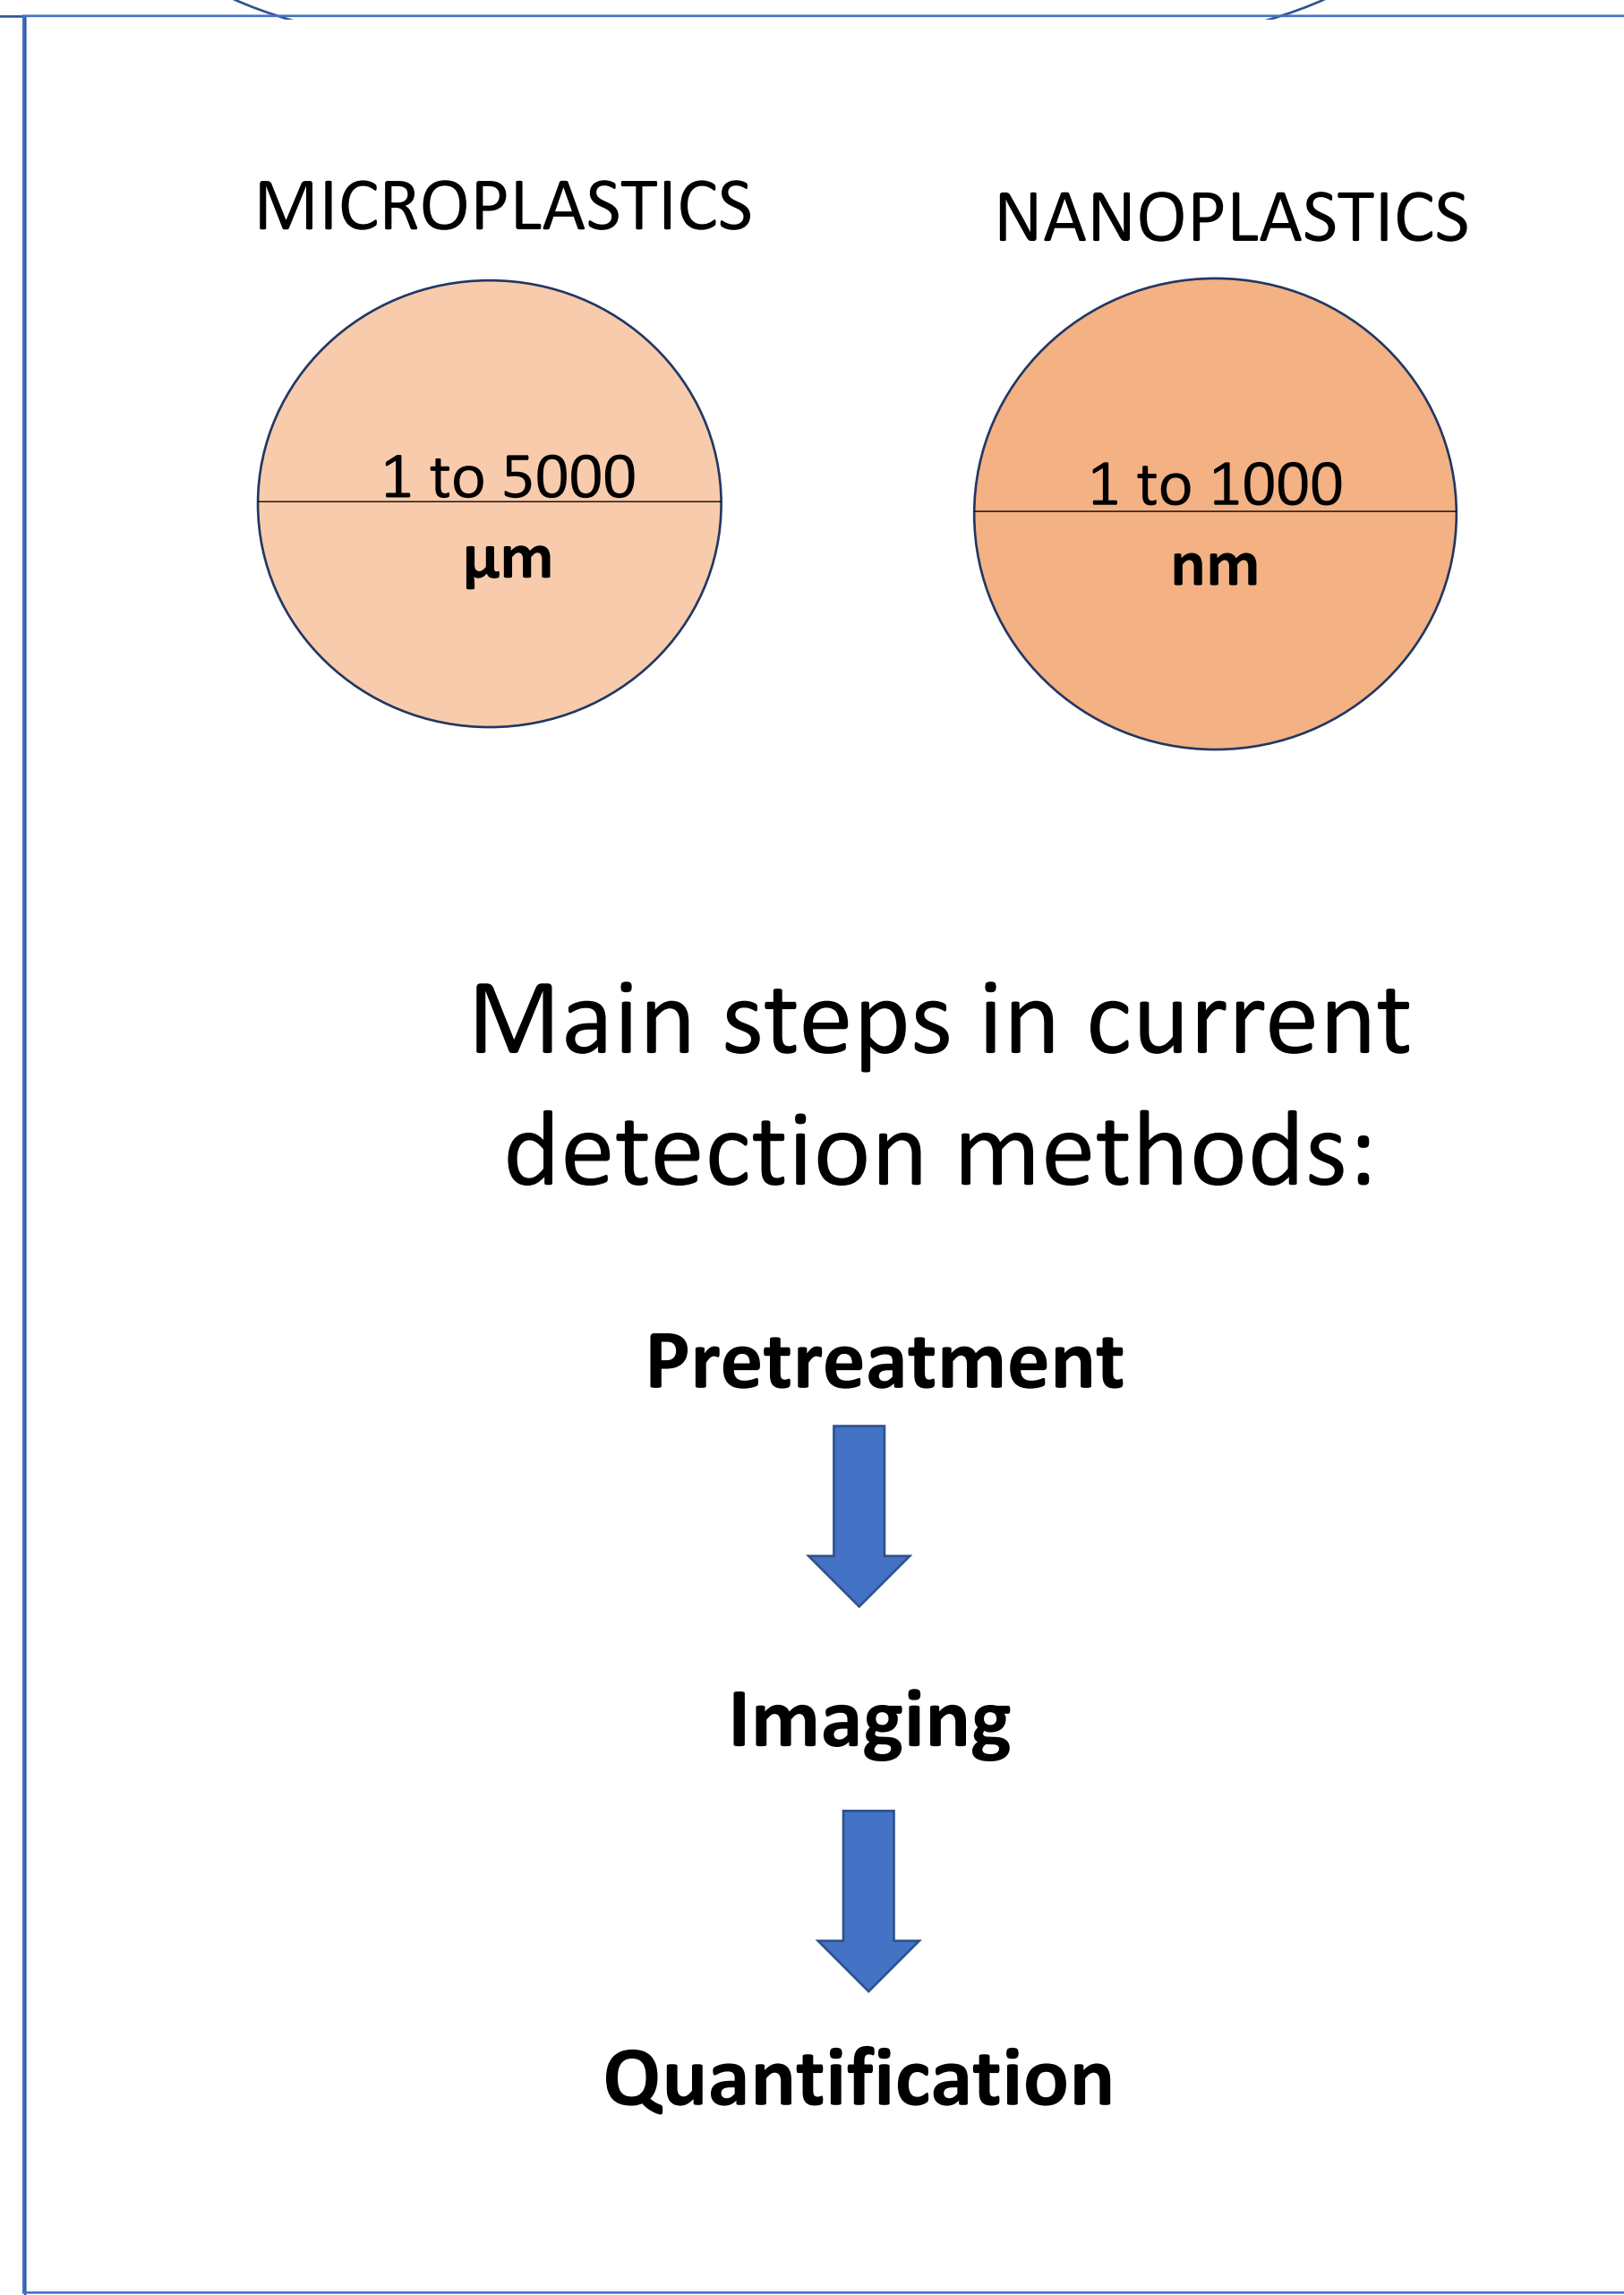 MICROPLASTICS
NANOPLASTICS
1 to 5000
µm
1 to 1000
nm
Main steps in current
detection methods:
Pretreatment
Imaging
Quantification